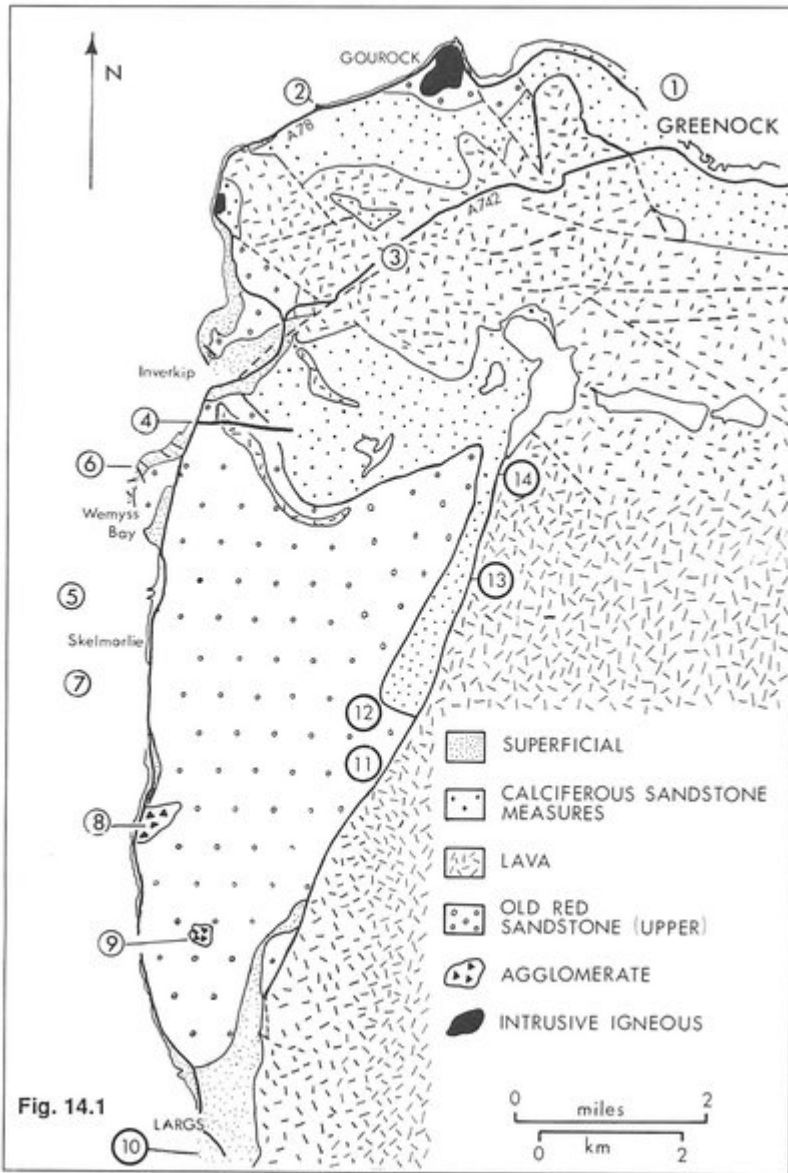 N
GOUROCK
2
A78
1
GREENOCK
A742
3
Inverkip
4
6
Wemyss
Bay
14
5
13
Skelmorlie
7
12
11
SUPERFICIAL
CALCIFEROUS SANDSTONE
MEASURES
8
LAVA
OLD RED
SANDSTONE (UPPER)
9
AGGLOMERATE
INTRUSIVE IGNEOUS
Fig. 14.1
LARGS
10
0 2
miles
0 2
km